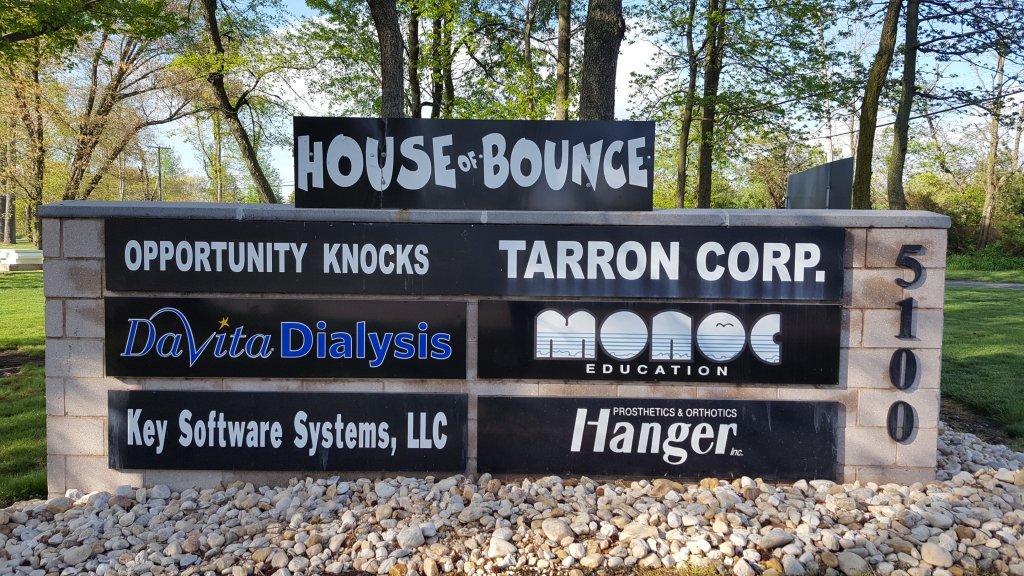 HOUSE OF BOUNCE
OPPORTUNITY KNOCKS
TARRON CORP.
DaVita Dialysis
MONOC
EDUCATION
Key Software Systems, LLC
PROSTHETICS & ORTHOTICS
Hanger Inc.
5100